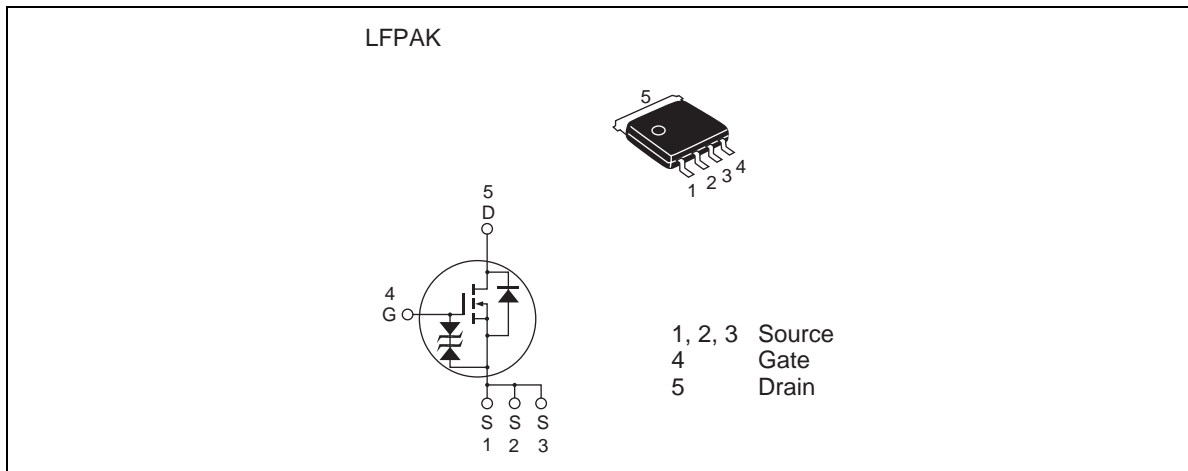 LFPAK
5
1 2 3 4
5
D
4
G
S S S
1 2 3
1, 2, 3 Source
4 Gate
5 Drain